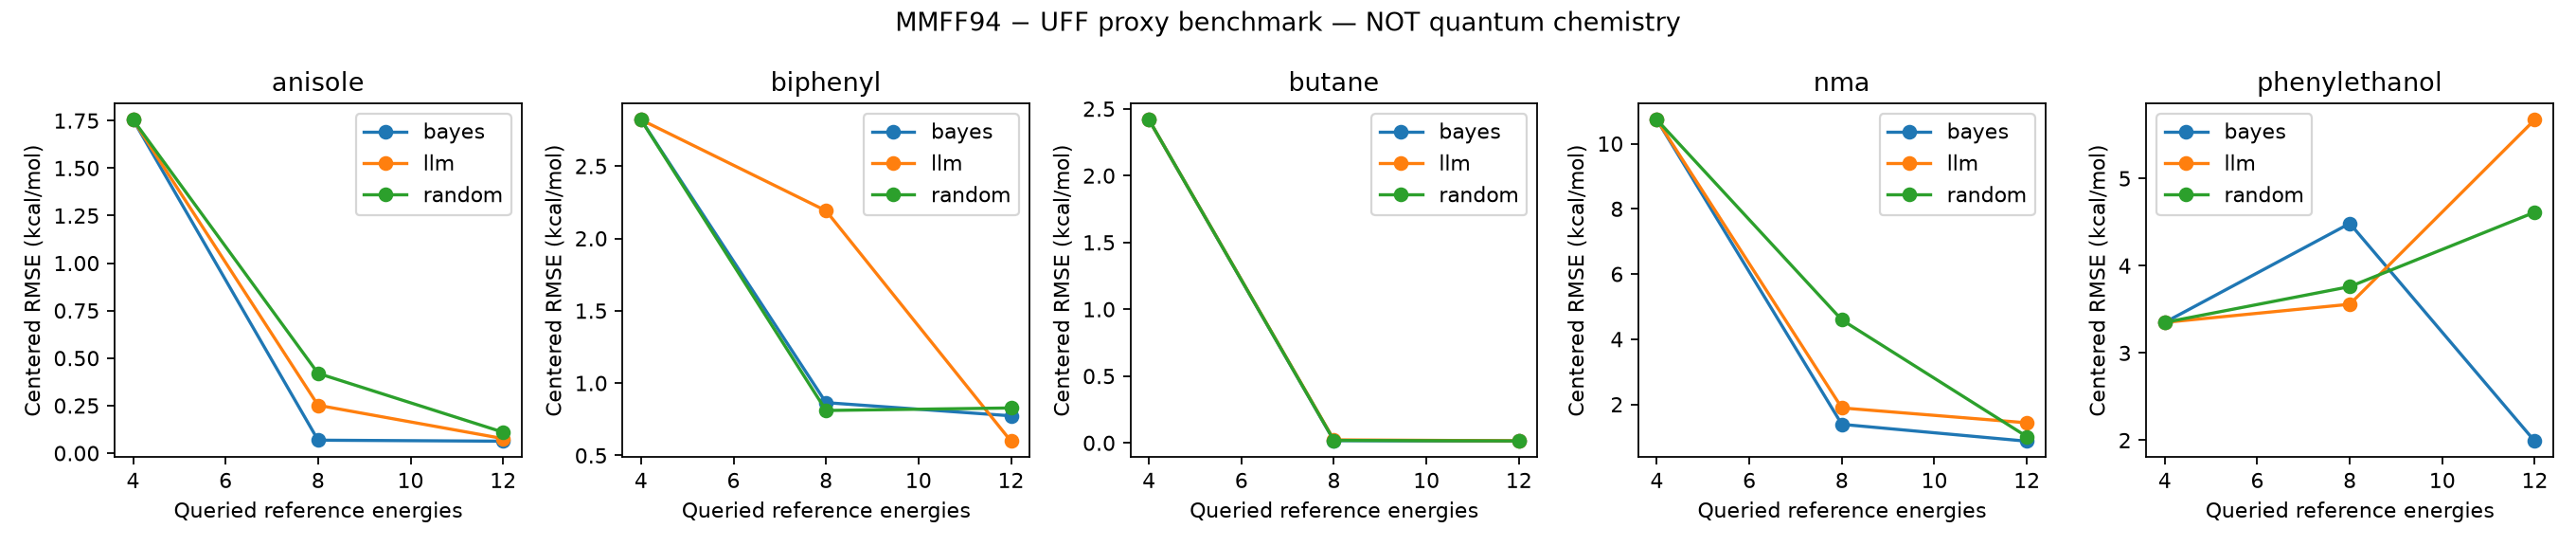 MMFF94 − UFF proxy benchmark — NOT quantum chemistry
anisole
Centered RMSE (kcal/mol)
1.75
1.50
1.25
1.00
0.75
0.50
0.25
0.00
bayes
llm
random
4 6 8 10 12
Queried reference energies
biphenyl
Centered RMSE (kcal/mol)
2.5
2.0
1.5
1.0
0.5
bayes
llm
random
4 6 8 10 12
Queried reference energies
butane
Centered RMSE (kcal/mol)
2.5
2.0
1.5
1.0
0.5
0.0
bayes
llm
random
4 6 8 10 12
Queried reference energies
nma
Centered RMSE (kcal/mol)
10
8
6
4
2
bayes
llm
random
4 6 8 10 12
Queried reference energies
phenylethanol
Centered RMSE (kcal/mol)
5
4
3
2
bayes
llm
random
4 6 8 10 12
Queried reference energies